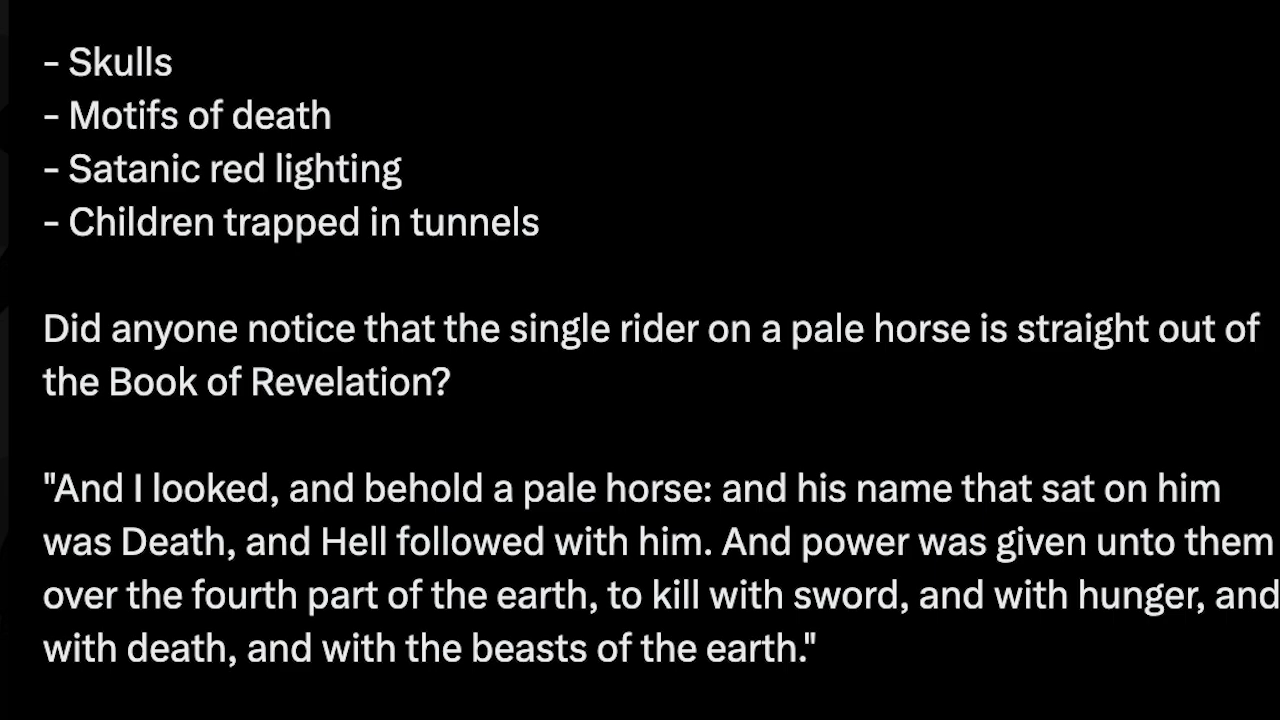 - Skulls
- Motifs of death
- Satanic red lighting
- Children trapped in tunnels
Did anyone notice that the single rider on a pale horse is straight out of
the Book of Revelation?
"And I looked, and behold a pale horse: and his name that sat on him
was Death, and Hell followed with him. And power was given unto them
over the fourth part of the earth, to kill with sword, and with hunger, and
with death, and with the beasts of the earth."